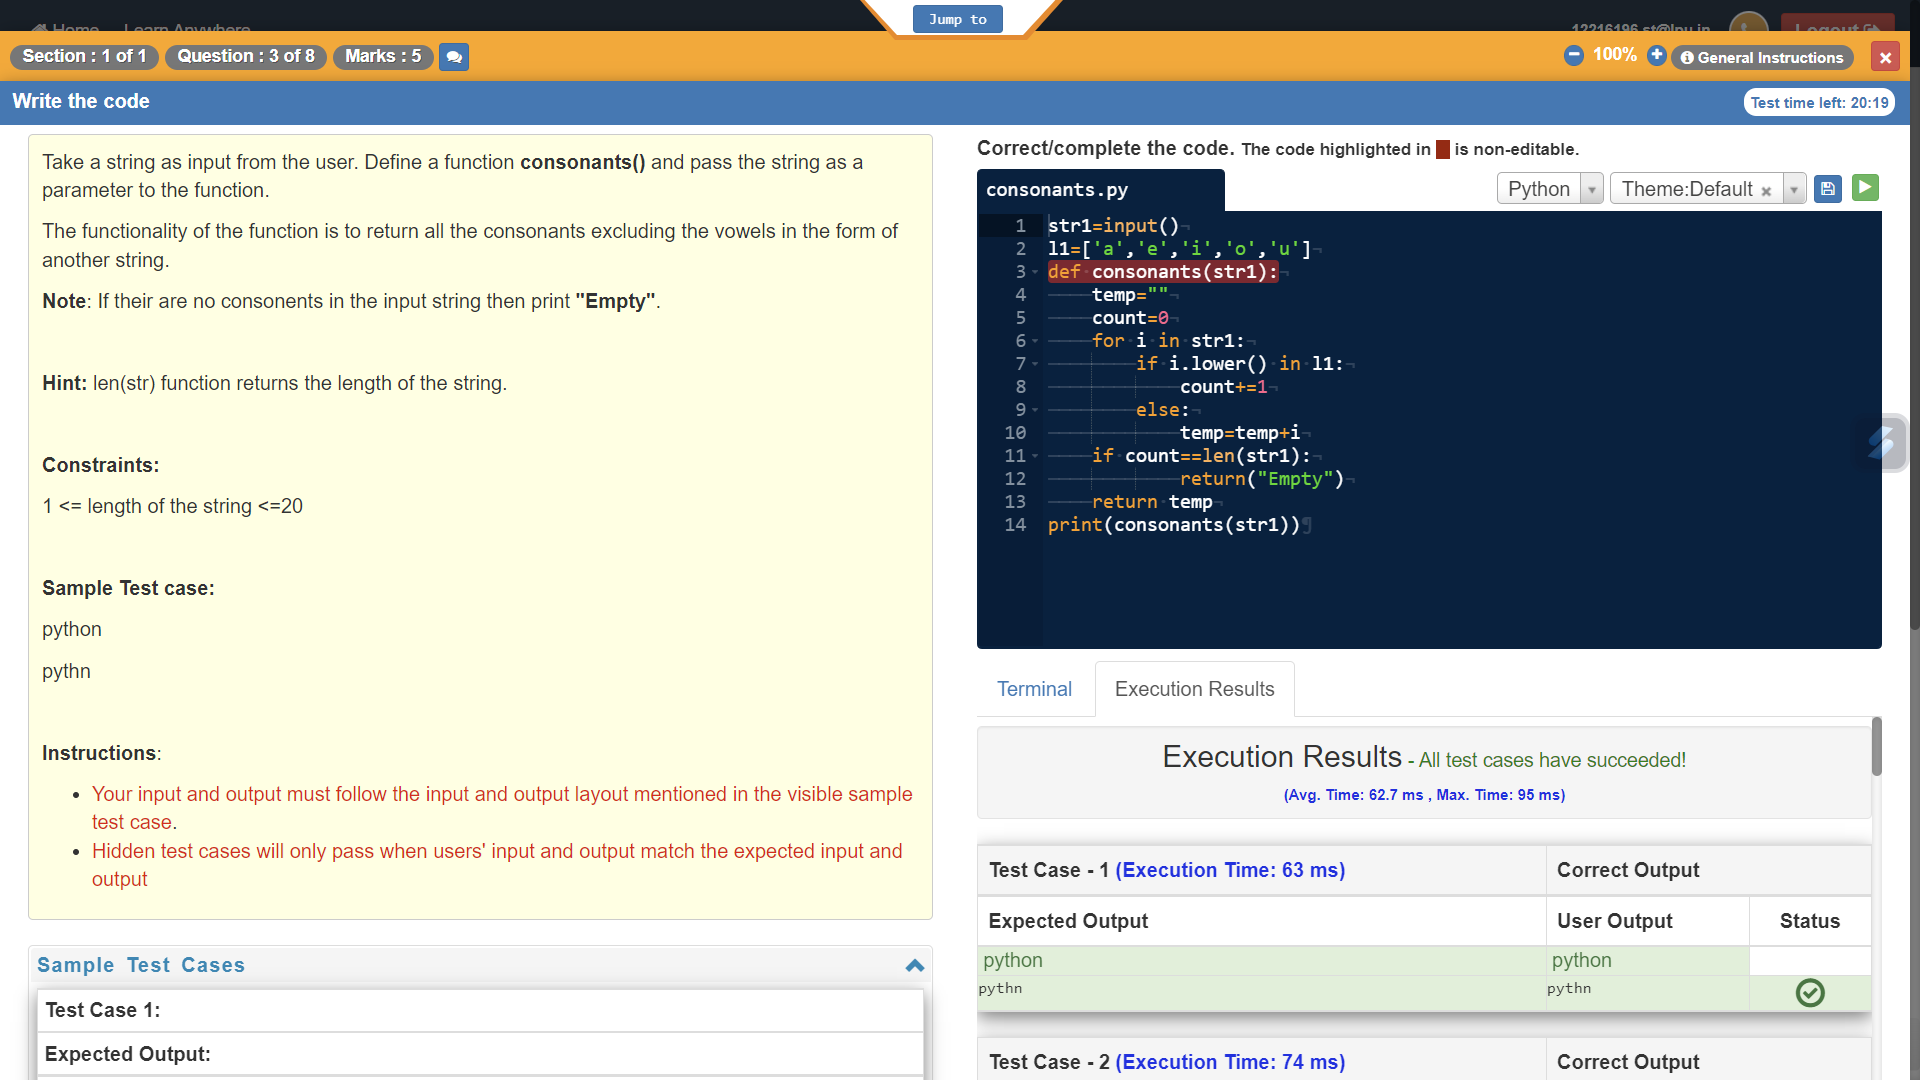 Home Learn Anywhere
Jump to
12216196.st@lpu.in
Logout
Section : 1 of 1
Question : 3 of 8
Marks : 5
100%
General Instructions
Write the code
Test time left: 20:19
Take a string as input from the user. Define a function consonants() and pass the string as a
parameter to the function.
The functionality of the function is to return all the consonants excluding the vowels in the form of
another string.
Note: If their are no consonents in the input string then print "Empty".
Hint: len(str) function returns the length of the string.
Constraints:
1 <= length of the string <=20
Sample Test case:
python
pythn
Instructions:
Your input and output must follow the input and output layout mentioned in the visible sample
test case.
Hidden test cases will only pass when users' input and output match the expected input and
output
Sample Test Cases
Test Case 1:
Expected Output:
Correct/complete the code. The code highlighted in is non-editable.
consonants.py
Python
Theme:Default
1 str1=input()
2 l1=['a','e','i','o','u']
3 def consonants(str1):
4 temp=""
5 count=0
6 for i in str1:
7 if i.lower() in l1:
8 count+=1
9 else:
10 temp=temp+i
11 if count==len(str1):
12 return("Empty")
13 return temp
14 print(consonants(str1))
Terminal
Execution Results
Execution Results - All test cases have succeeded!
(Avg. Time: 62.7 ms , Max. Time: 95 ms)
Test Case - 1 (Execution Time: 63 ms) Correct Output
Expected Output User Output Status
python python
pythn pythn
Test Case - 2 (Execution Time: 74 ms) Correct Output